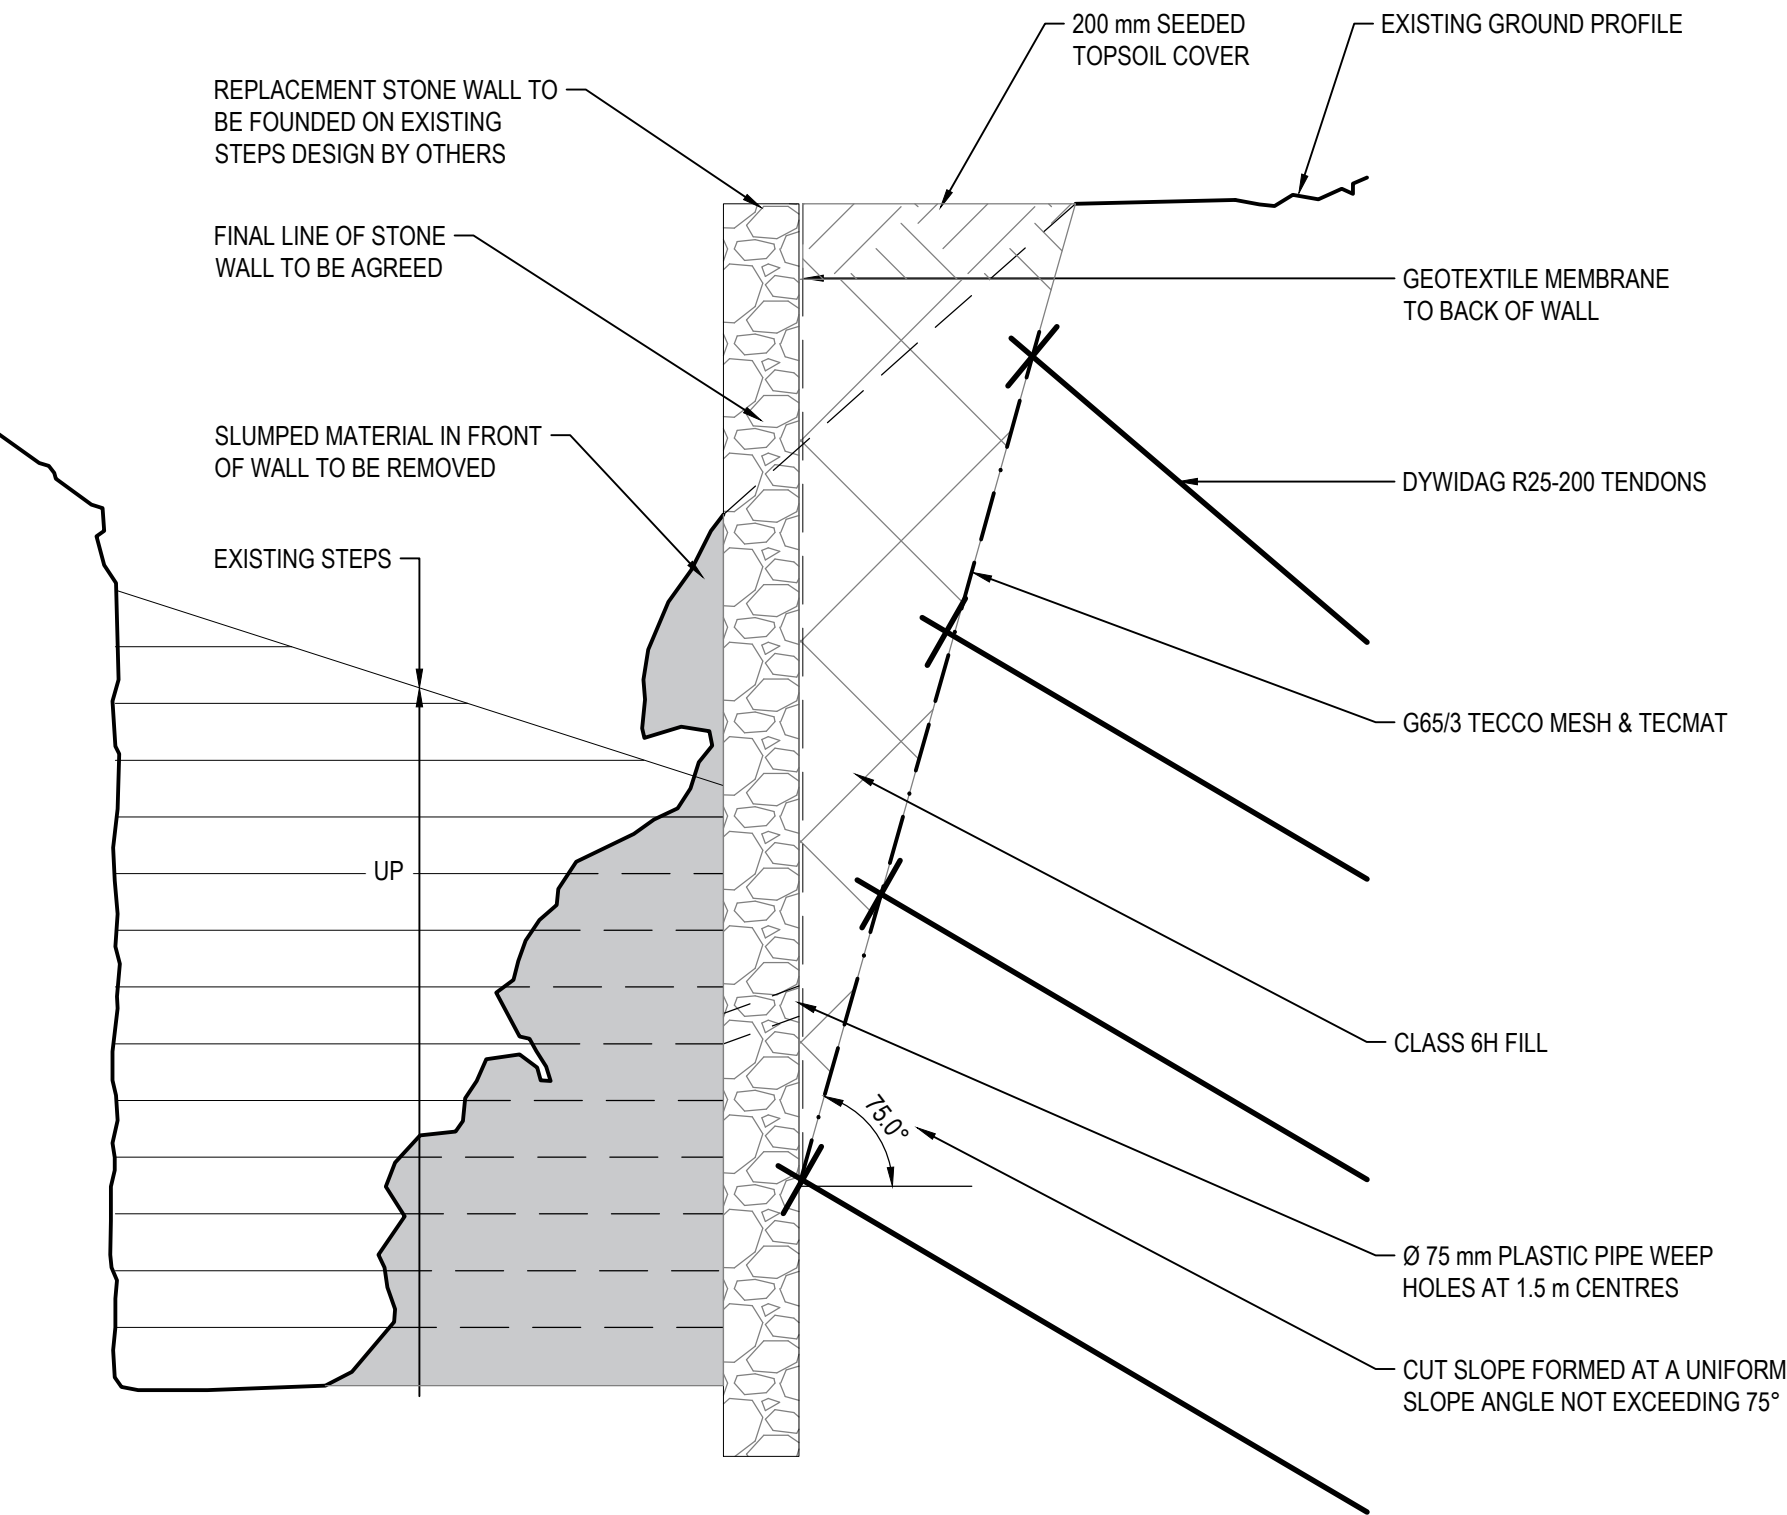 200 mm SEEDED
TOPSOIL COVER
EXISTING GROUND PROFILE
REPLACEMENT STONE WALL TO
BE FOUNDED ON EXISTING
STEPS DESIGN BY OTHERS
FINAL LINE OF STONE
WALL TO BE AGREED
GEOTEXTILE MEMBRANE
TO BACK OF WALL
SLUMPED MATERIAL IN FRONT
OF WALL TO BE REMOVED
DYWIDAG R25-200 TENDONS
EXISTING STEPS
G65/3 TECCO MESH & TECMAT
UP
CLASS 6H FILL
75.0°
Ø 75 mm PLASTIC PIPE WEEP
HOLES AT 1.5 m CENTRES
CUT SLOPE FORMED AT A UNIFORM
SLOPE ANGLE NOT EXCEEDING 75°